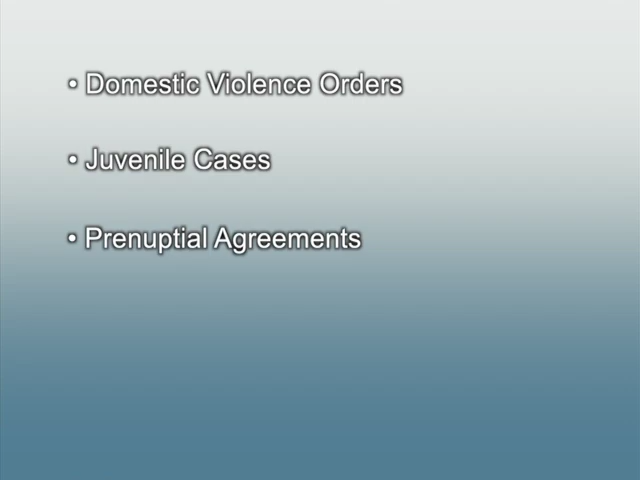 • Domestic Violence Orders
• Juvenile Cases
• Prenuptial Agreements